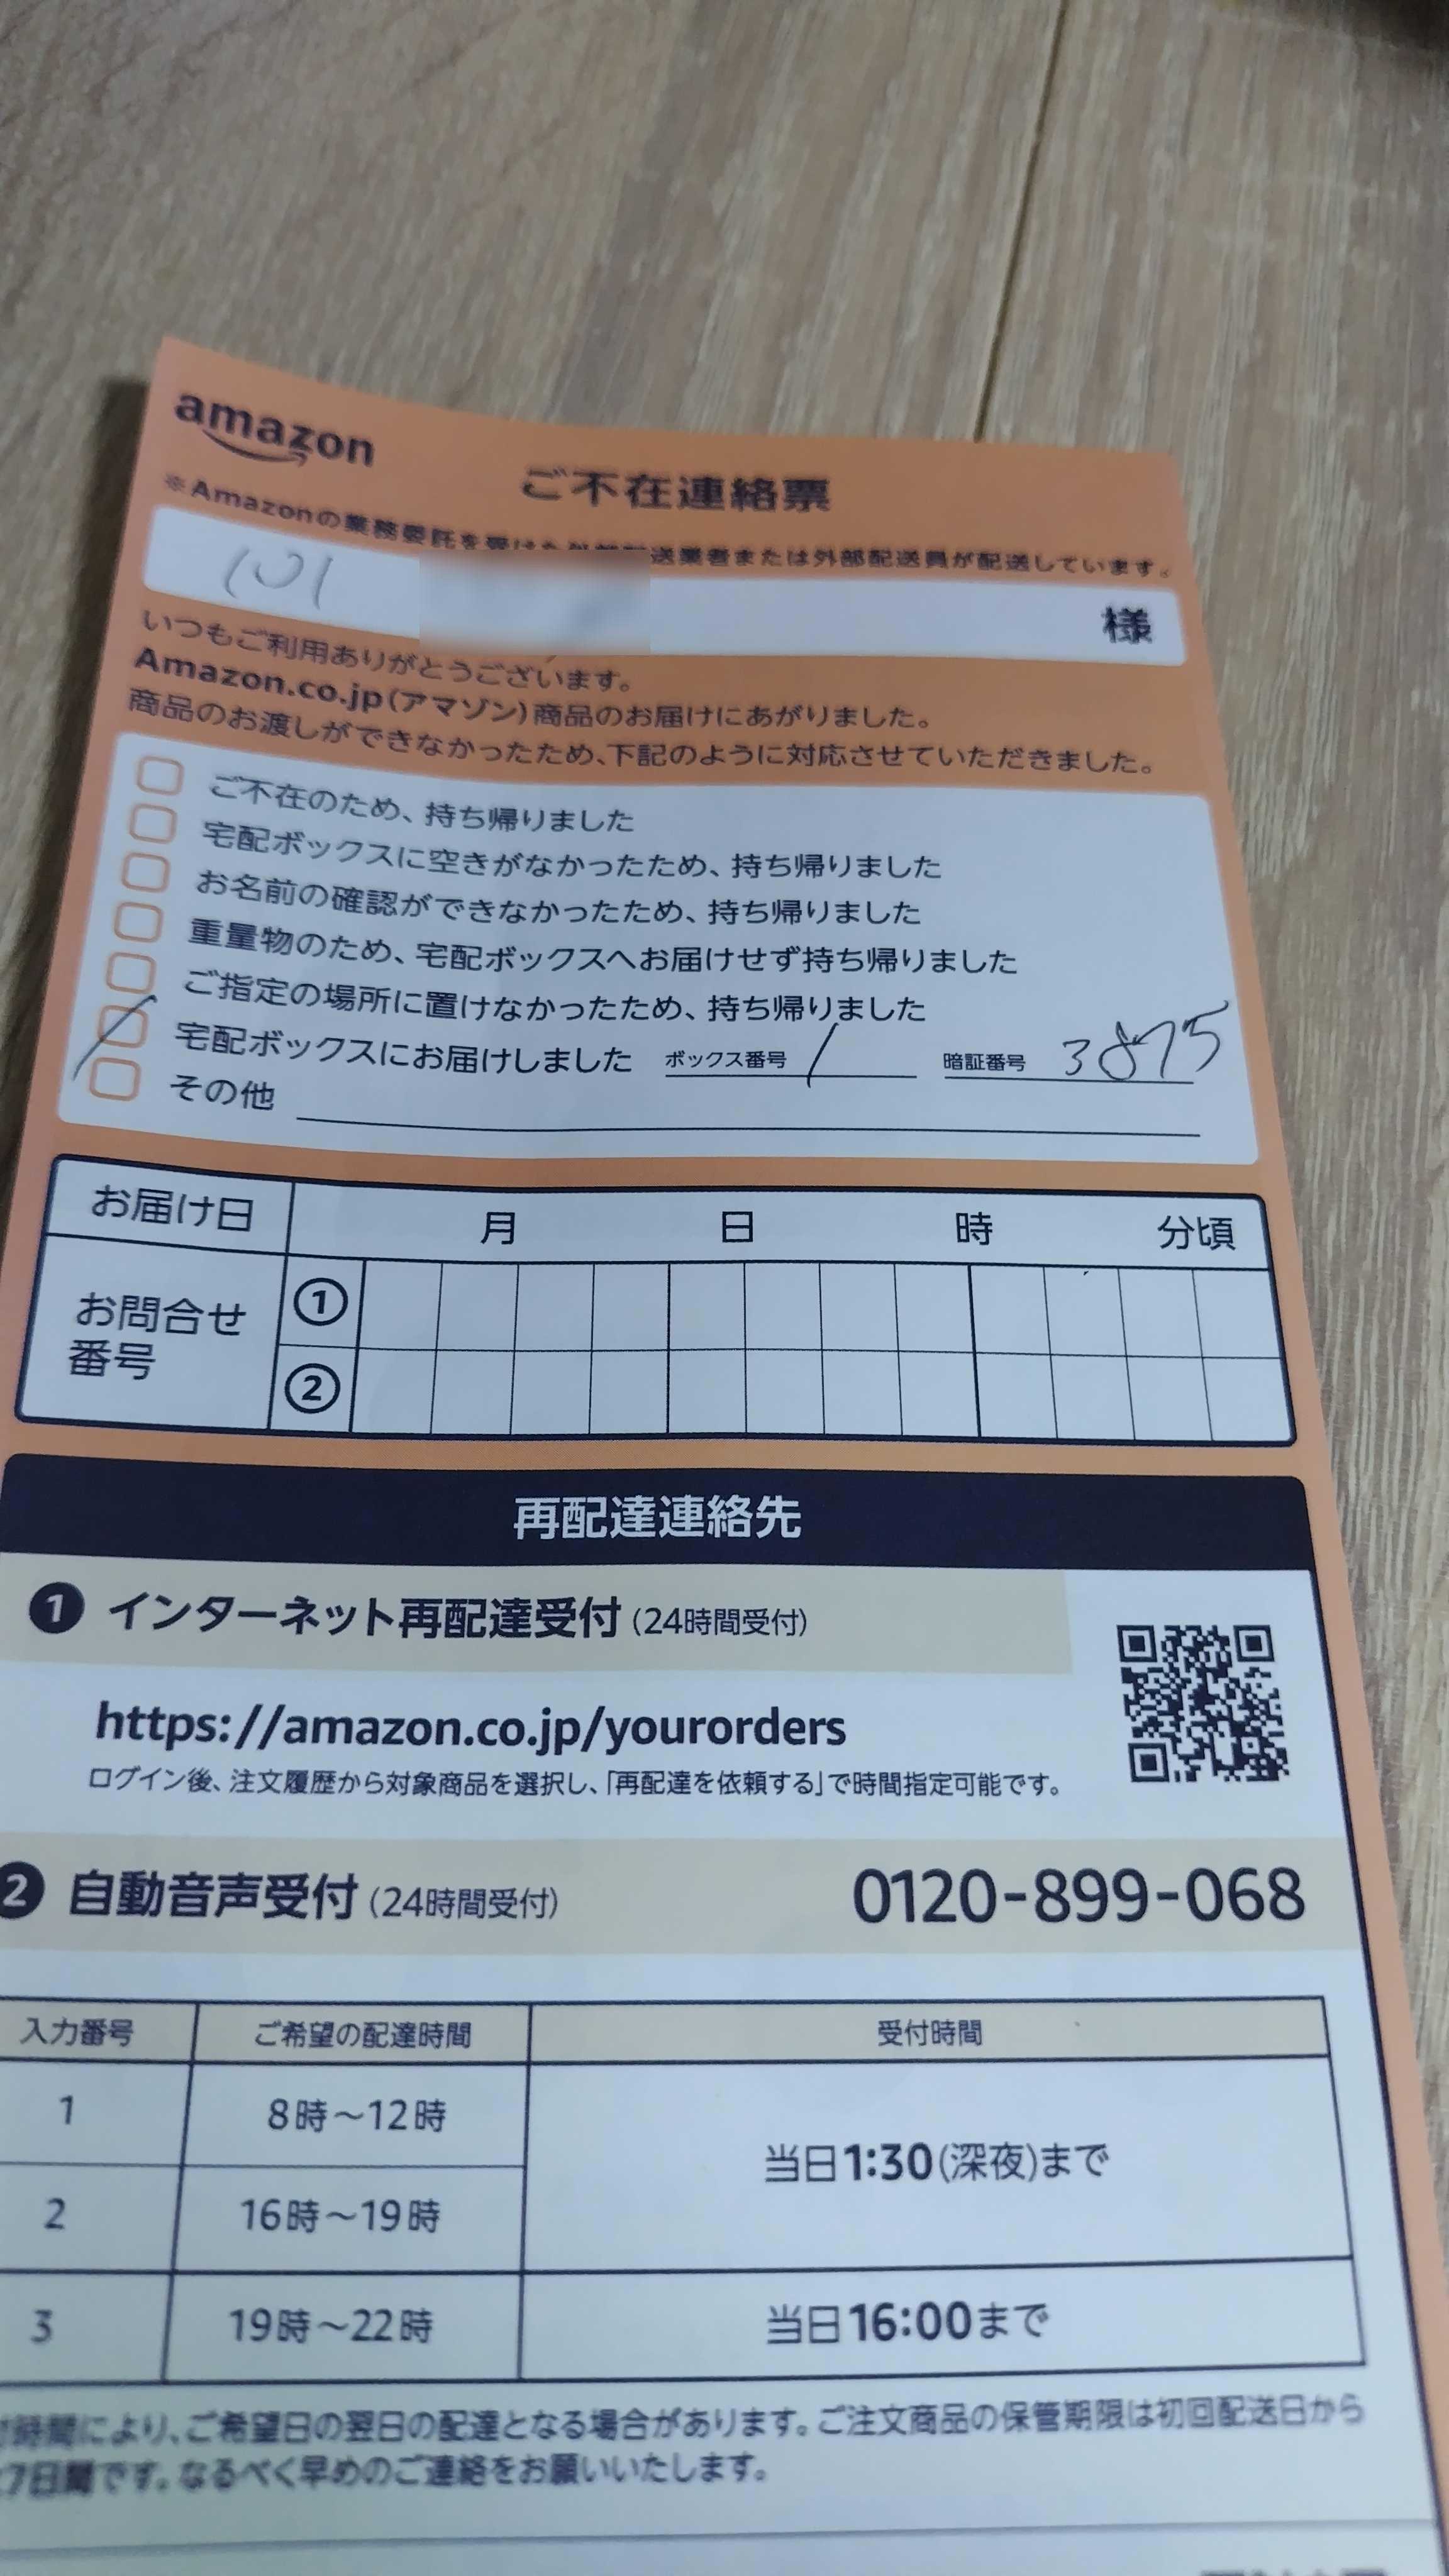 amazon
ご不在連絡票
※Amazonの業務委託を受けた外部配送業者または外部配送員が配送しています。
101 様
いつもご利用ありがとうございます。
Amazon.co.jp(アマゾン)商品のお届けにあがりました。
商品のお渡しができなかったため、下記のように対応させていただきました。
ご不在のため、持ち帰りました
宅配ボックスに空きがなかったため、持ち帰りました
お名前の確認ができなかったため、持ち帰りました
重量物のため、宅配ボックスへお届けせず持ち帰りました
ご指定の場所に置けなかったため、持ち帰りました
宅配ボックスにお届けしました ボックス番号 1 暗証番号 3875
その他
お届け日 月 日 時 分頃
お問合せ番号 ① ②
再配達連絡先
1 インターネット再配達受付 (24時間受付)
https://amazon.co.jp/yourorders
ログイン後、注文履歴から対象商品を選択し、「再配達を依頼する」で時間指定可能です。
2 自動音声受付 (24時間受付) 0120-899-068
入力番号 ご希望の配達時間 受付時間
1 8時～12時 当日1:30(深夜)まで
2 16時～19時
3 19時～22時 当日16:00まで
時間により、ご希望日の翌日の配達となる場合があります。ご注文商品の保管期限は初回配送日から
7日間です。なるべく早めのご連絡をお願いいたします。